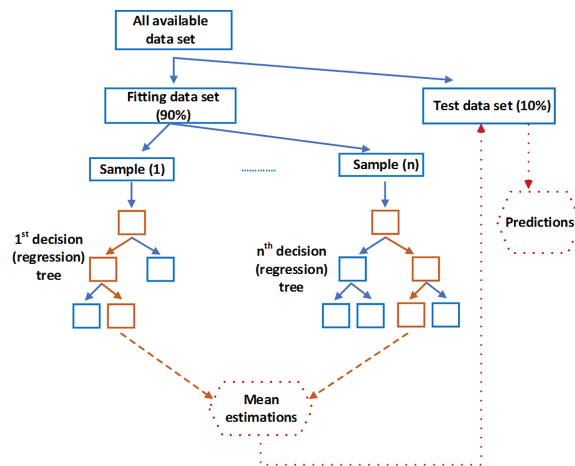 All available
data set
Fitting data set
(90%)
Test data set (10%)
Sample (1)
Sample (n)
1st decision
(regression)
tree
nth decision
(regression)
tree
Predictions
Mean
estimations